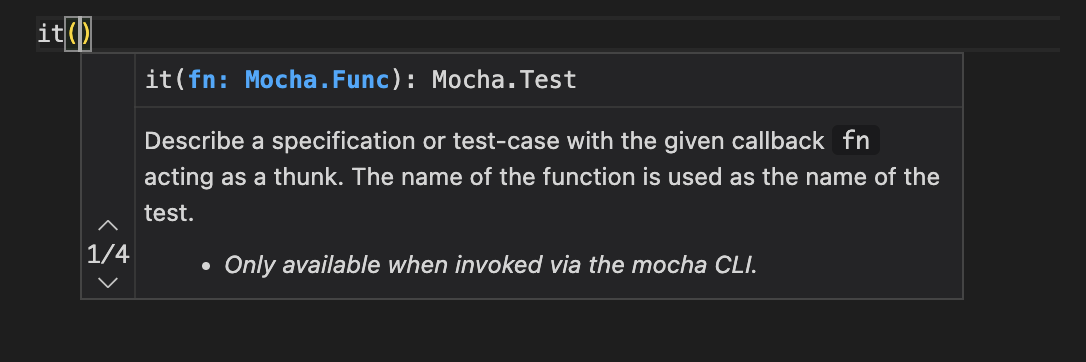 it()
it(fn: Mocha.Func): Mocha.Test
Describe a specification or test-case with the given callback fn
acting as a thunk. The name of the function is used as the name of the
test.
1/4
• Only available when invoked via the mocha CLI.